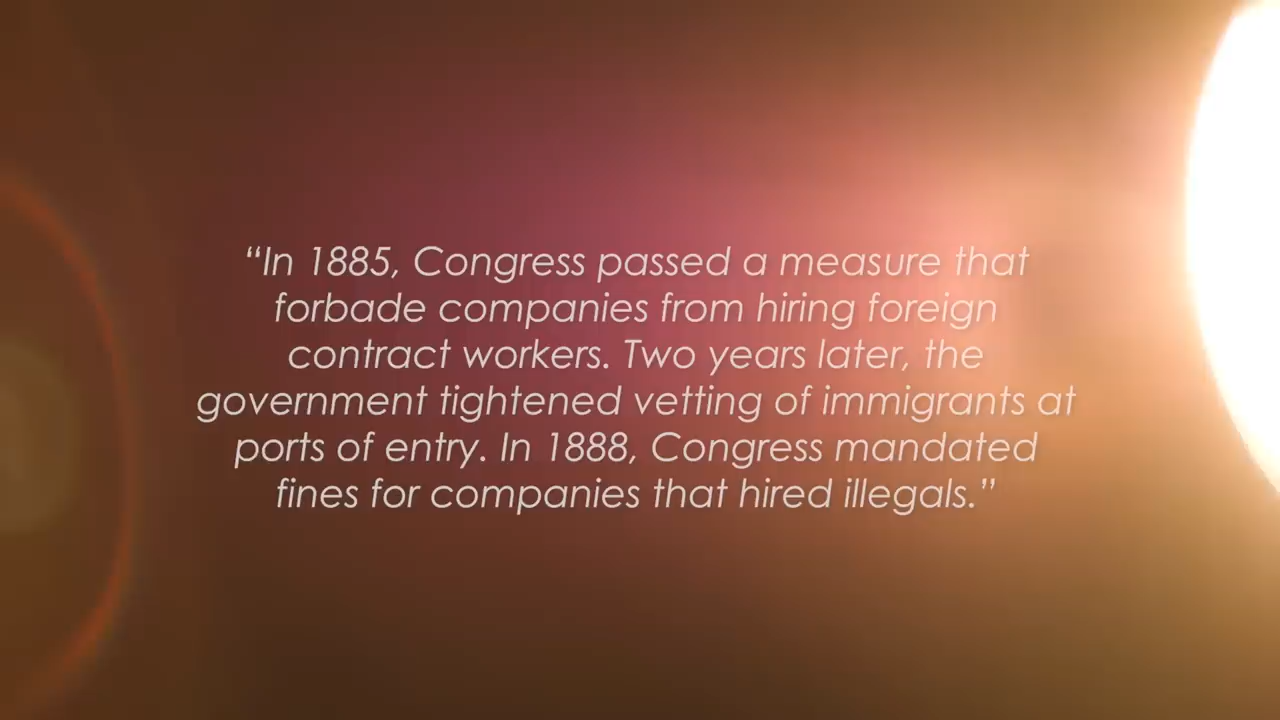 “In 1885, Congress passed a measure that
forbade companies from hiring foreign
contract workers. Two years later, the
government tightened vetting of immigrants at
ports of entry. In 1888, Congress mandated
fines for companies that hired illegals.”